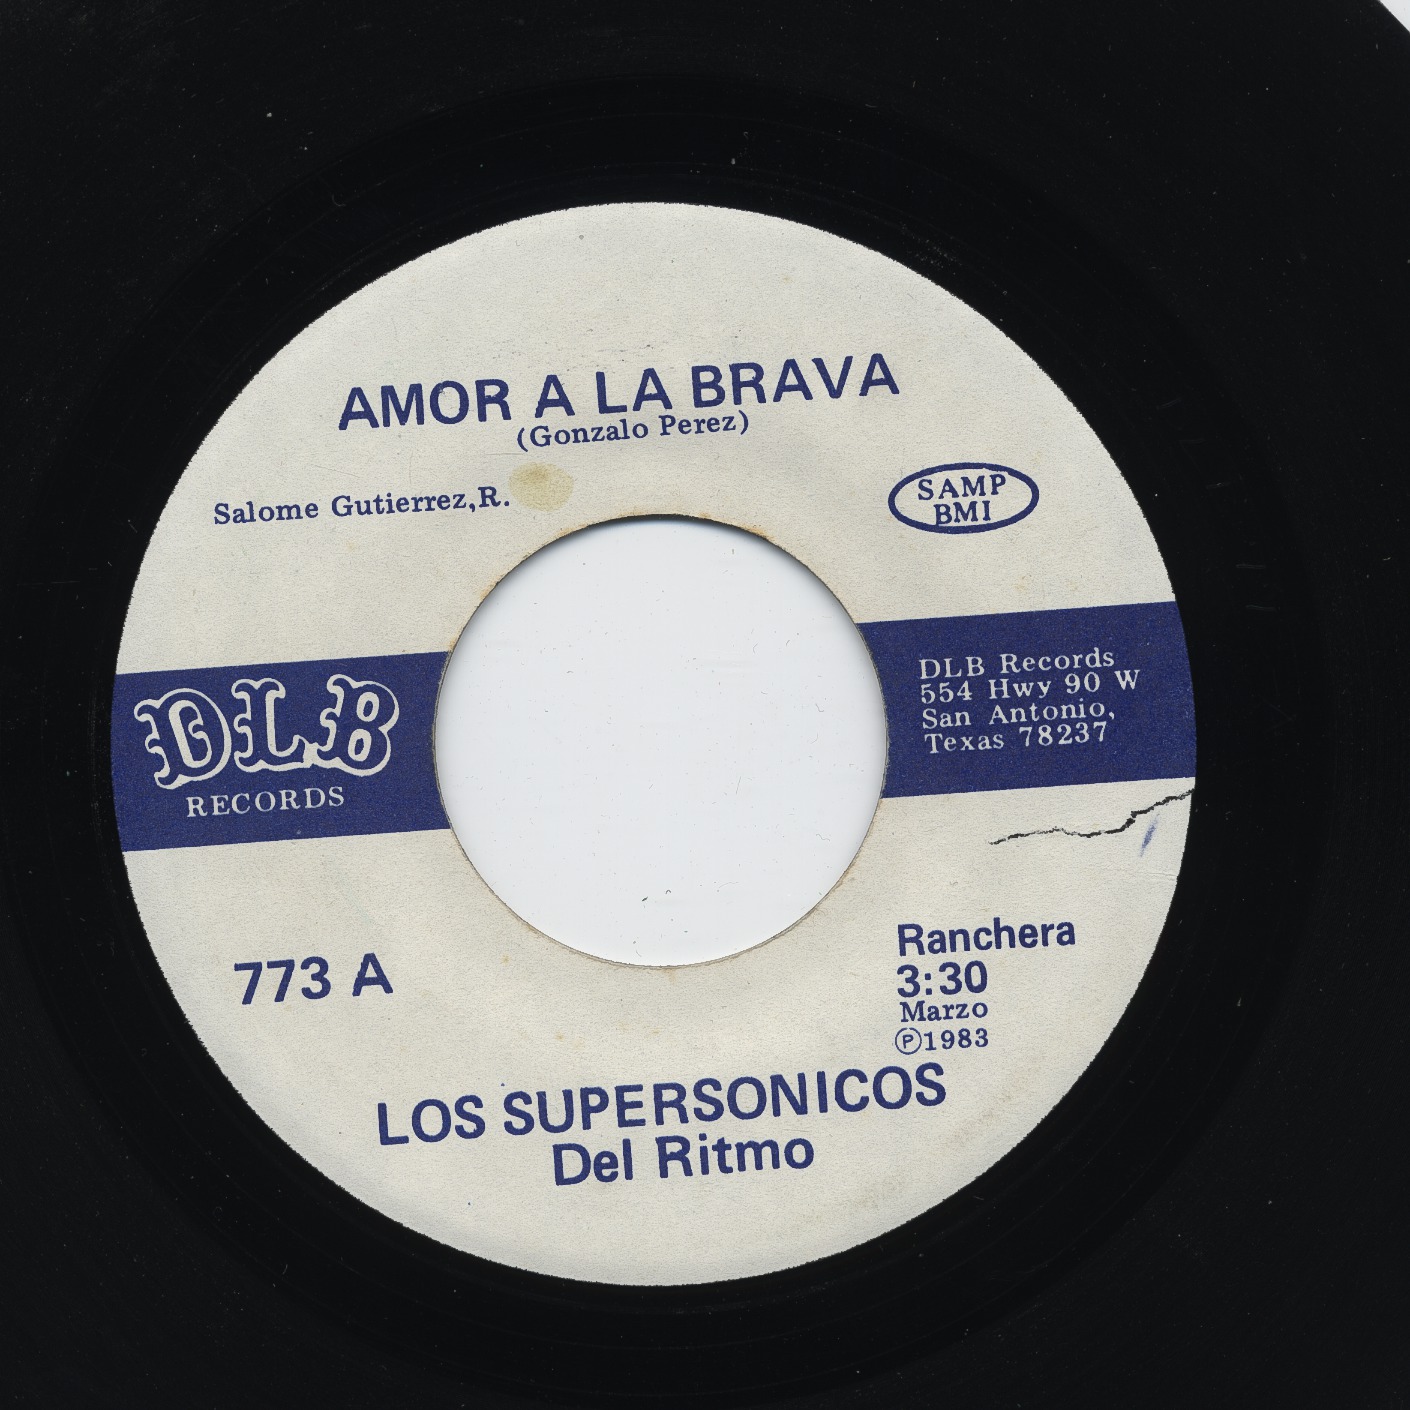 AMOR A LA BRAVA
(Gonzalo Perez)
Salome Gutierrez,R.
SAMP
BMI
DLB
RECORDS
DLB Records
554 Hwy 90 W
San Antonio,
Texas 78237
773 A
Ranchera
3:30
Marzo
℗1983
LOS SUPERSONICOS
Del Ritmo